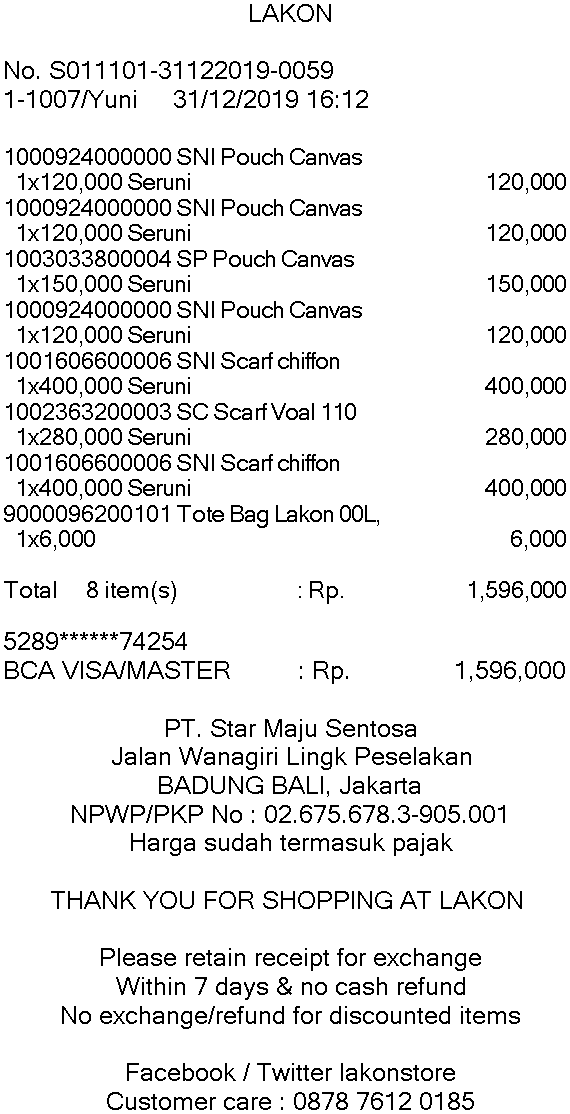 LAKON
No. S011101-31122019-0059
1-1007/Yuni 31/12/2019 16:12
1000924000000 SNI Pouch Canvas
1x120,000 Seruni 120,000
1000924000000 SNI Pouch Canvas
1x120,000 Seruni 120,000
1003033800004 SP Pouch Canvas
1x150,000 Seruni 150,000
1000924000000 SNI Pouch Canvas
1x120,000 Seruni 120,000
1001606600006 SNI Scarf chiffon
1x400,000 Seruni 400,000
1002363200003 SC Scarf Voal 110
1x280,000 Seruni 280,000
1001606600006 SNI Scarf chiffon
1x400,000 Seruni 400,000
9000096200101 Tote Bag Lakon 00L,
1x6,000 6,000
Total 8 item(s) : Rp. 1,596,000
5289******74254
BCA VISA/MASTER : Rp. 1,596,000
PT. Star Maju Sentosa
Jalan Wanagiri Lingk Peselakan
BADUNG BALI, Jakarta
NPWP/PKP No : 02.675.678.3-905.001
Harga sudah termasuk pajak
THANK YOU FOR SHOPPING AT LAKON
Please retain receipt for exchange
Within 7 days & no cash refund
No exchange/refund for discounted items
Facebook / Twitter lakonstore
Customer care : 0878 7612 0185